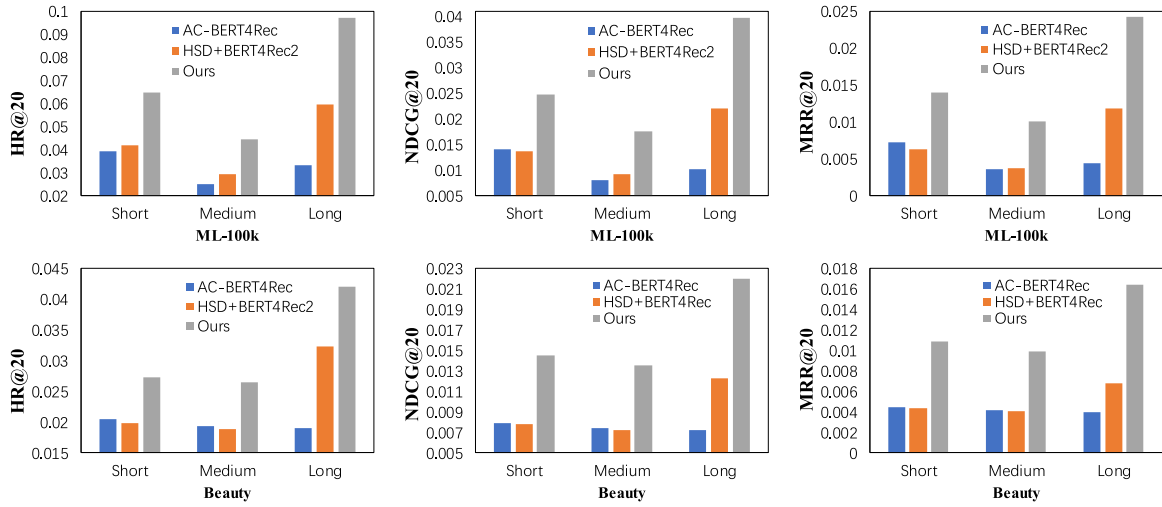 HR@20
0.1
0.09
0.08
0.07
0.06
0.05
0.04
0.03
0.02
AC-BERT4Rec
HSD+BERT4Rec2
Ours
Short Medium Long
ML-100k
NDCG@20
0.04
0.035
0.03
0.025
0.02
0.015
0.01
0.005
AC-BERT4Rec
HSD+BERT4Rec2
Ours
Short Medium Long
ML-100k
MRR@20
0.025
0.02
0.015
0.01
0.005
0
AC-BERT4Rec
HSD+BERT4Rec2
Ours
Short Medium Long
ML-100k
HR@20
0.045
0.04
0.035
0.03
0.025
0.02
0.015
AC-BERT4Rec
HSD+BERT4Rec2
Ours
Short Medium Long
Beauty
NDCG@20
0.023
0.021
0.019
0.017
0.015
0.013
0.011
0.009
0.007
0.005
AC-BERT4Rec
HSD+BERT4Rec
Ours
Short Medium Long
Beauty
MRR@20
0.018
0.016
0.014
0.012
0.01
0.008
0.006
0.004
0.002
0
AC-BERT4Rec
HSD+BERT4Rec
Ours
Short Medium Long
Beauty